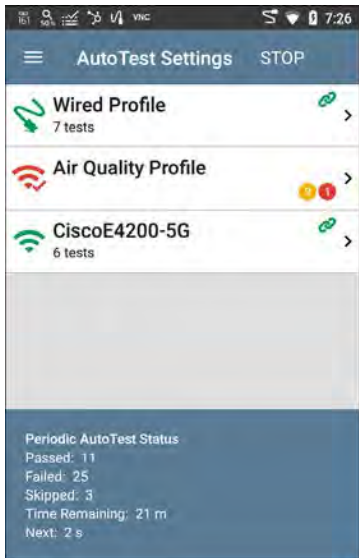 VNC
7:26
AutoTest Settings STOP
Wired Profile
7 tests
Air Quality Profile
1
CiscoE4200-5G
6 tests
Periodic AutoTest Status
Passed: 11
Failed: 25
Skipped: 3
Time Remaining: 21 m
Next: 2 s